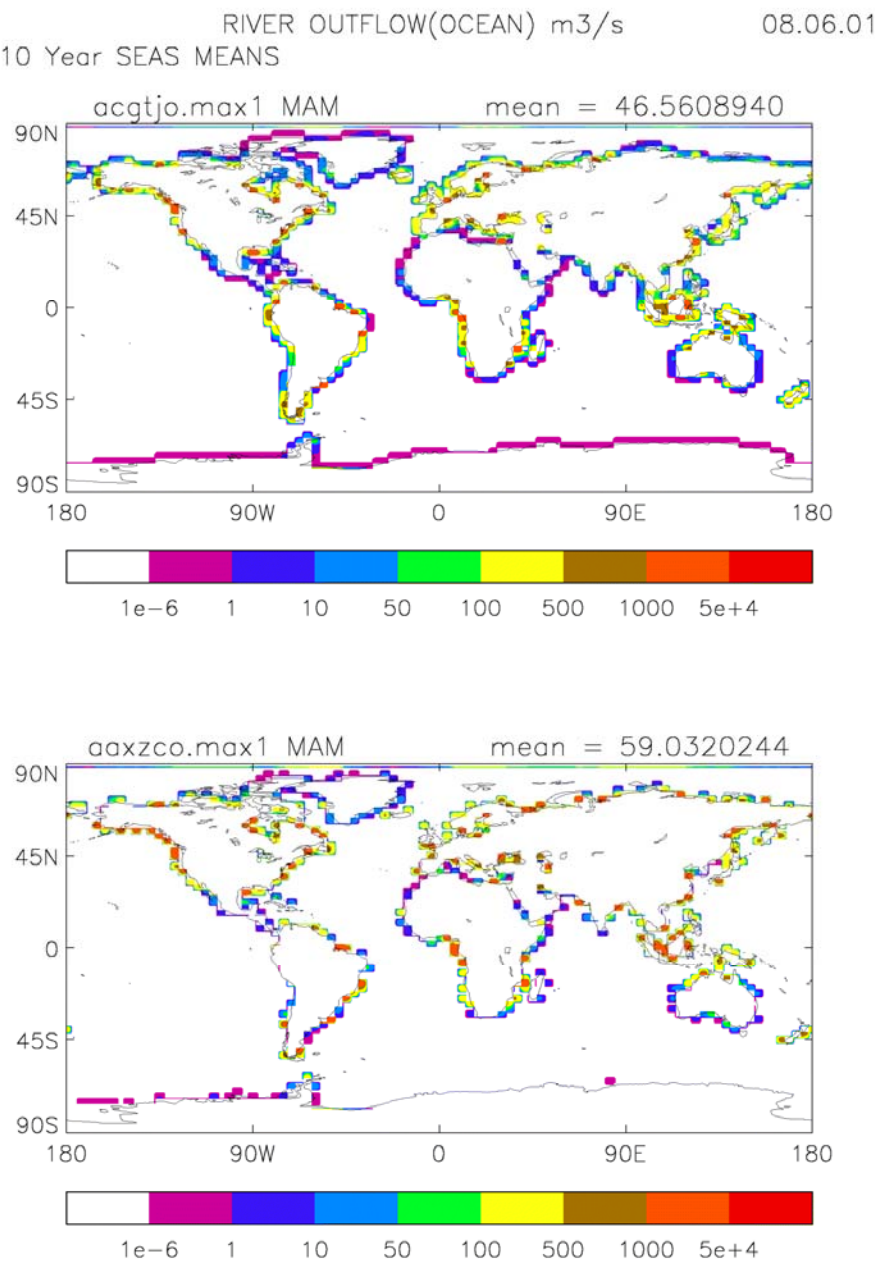 RIVER OUTFLOW(OCEAN) m3/s 08.06.01
10 Year SEAS MEANS
acgtjo.max1 MAM mean = 46.5608940
90N
45N
0
45S
90S
180 90W 0 90E 180
1e-6 1 10 50 100 500 1000 5e+4
aaxzco.max1 MAM mean = 59.0320244
90N
45N
0
45S
90S
180 90W 0 90E 180
1e-6 1 10 50 100 500 1000 5e+4